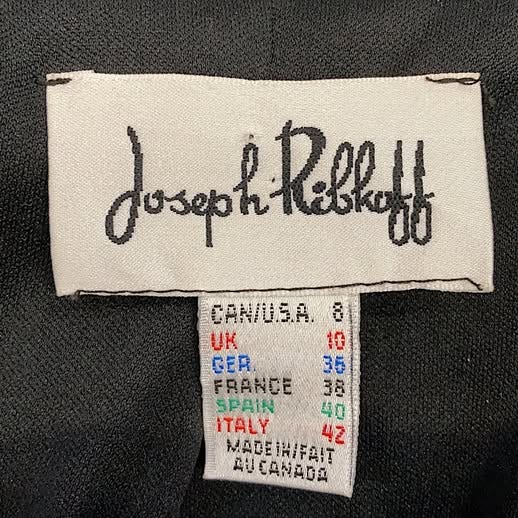 Joseph Ribkoff
CAN/U.S.A. 8
UK 10
GER. 36
FRANCE 38
SPAIN 40
ITALY 42
MADE IN/FAIT
AU CANADA